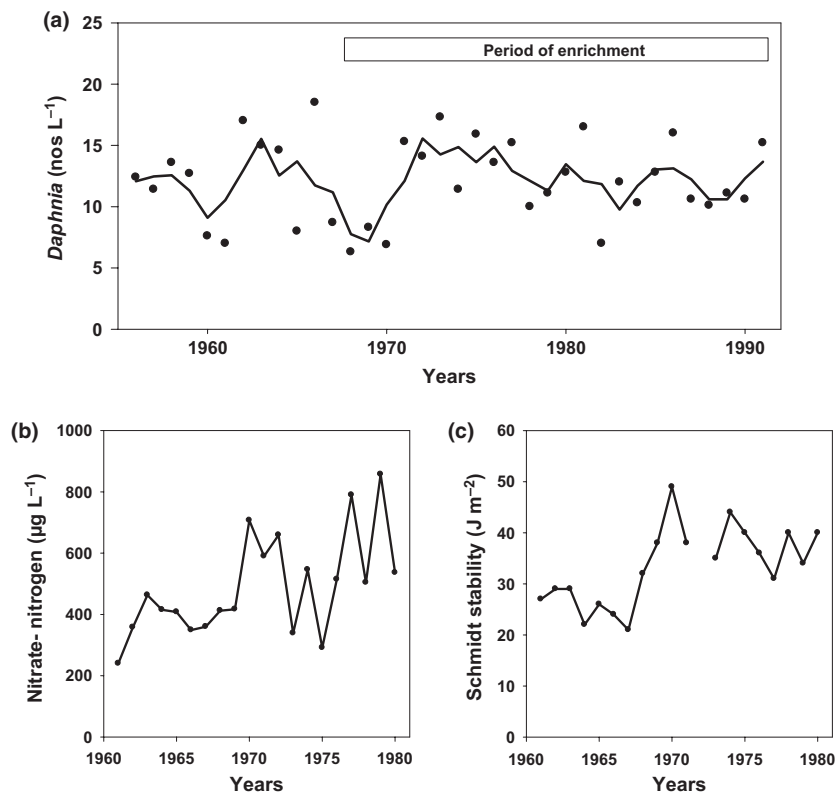 (a)
25
20
15
10
5
0
Daphnia (nos L⁻¹)
Period of enrichment
1960 1970 1980 1990
Years
(b)
1000
800
600
400
200
0
Nitrate- nitrogen (µg L⁻¹)
1960 1965 1970 1975 1980
Years
(c)
60
50
40
30
20
10
0
Schmidt stability (J m⁻²)
1960 1965 1970 1975 1980
Years